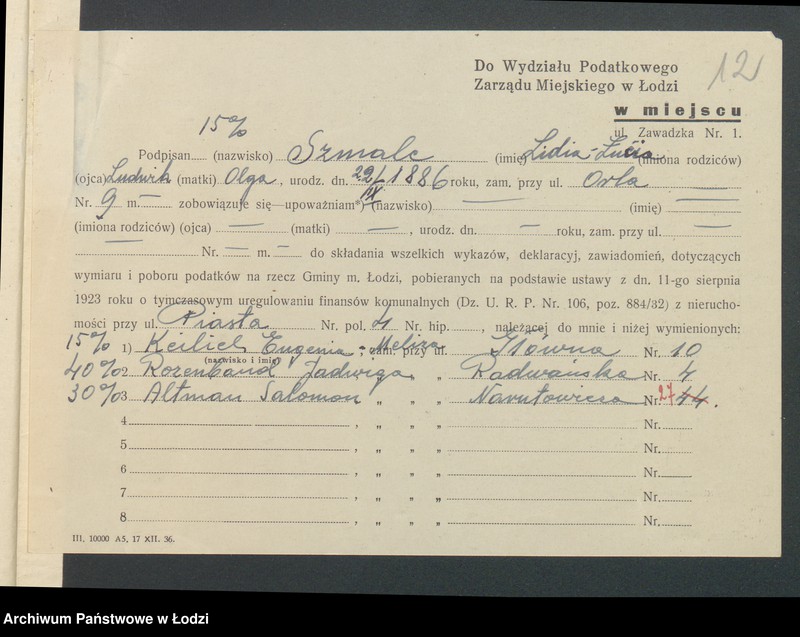 12
Do Wydziału Podatkowego
Zarządu Miejskiego w Łodzi
w miejscu
ul. Zawadzka Nr. 1.
15%
Podpisan...... (nazwisko) Szmalc (imię) Lidia-Łucia (imiona rodziców)
(ojca) Ludwik (matki) Olga, urodz. dn. 22/IX 1886 roku, zam. przy ul. Orla
Nr. 9 m. — zobowiązuje się—upoważniam*) (nazwisko) — (imię) —
(imiona rodziców) (ojca) — (matki) —, urodz. dn. — roku, zam. przy ul. —
— Nr. — m. — do składania wszelkich wykazów, deklaracyj, zawiadomień, dotyczących
wymiaru i poboru podatków na rzecz Gminy m. Łodzi, pobieranych na podstawie ustawy z dn. 11-go sierpnia
1923 roku o tymczasowym uregulowaniu finansów komunalnych (Dz. U. R. P. Nr. 106, poz. 884/32) z nierucho-
mości przy ul. Piasta Nr. pol. 4 Nr. hip. ......., należącej do mnie i niżej wymienionych:
15% 1) Keilich Eugenia-Meliza, zam. przy ul. Główna Nr. 10
(nazwisko i imię)
40% 2 Rozenband Jadwiga " " Radwańska Nr. 4
30% 3 Altman Salomon " " Narutowicza Nr. 27 44.
4 , " " Nr.
5 , " " Nr.
6 , " " Nr.
7 , " " Nr.
8 , " " Nr.
III, 10000 A5, 17 XII. 36.
Archiwum Państwowe w Łodzi